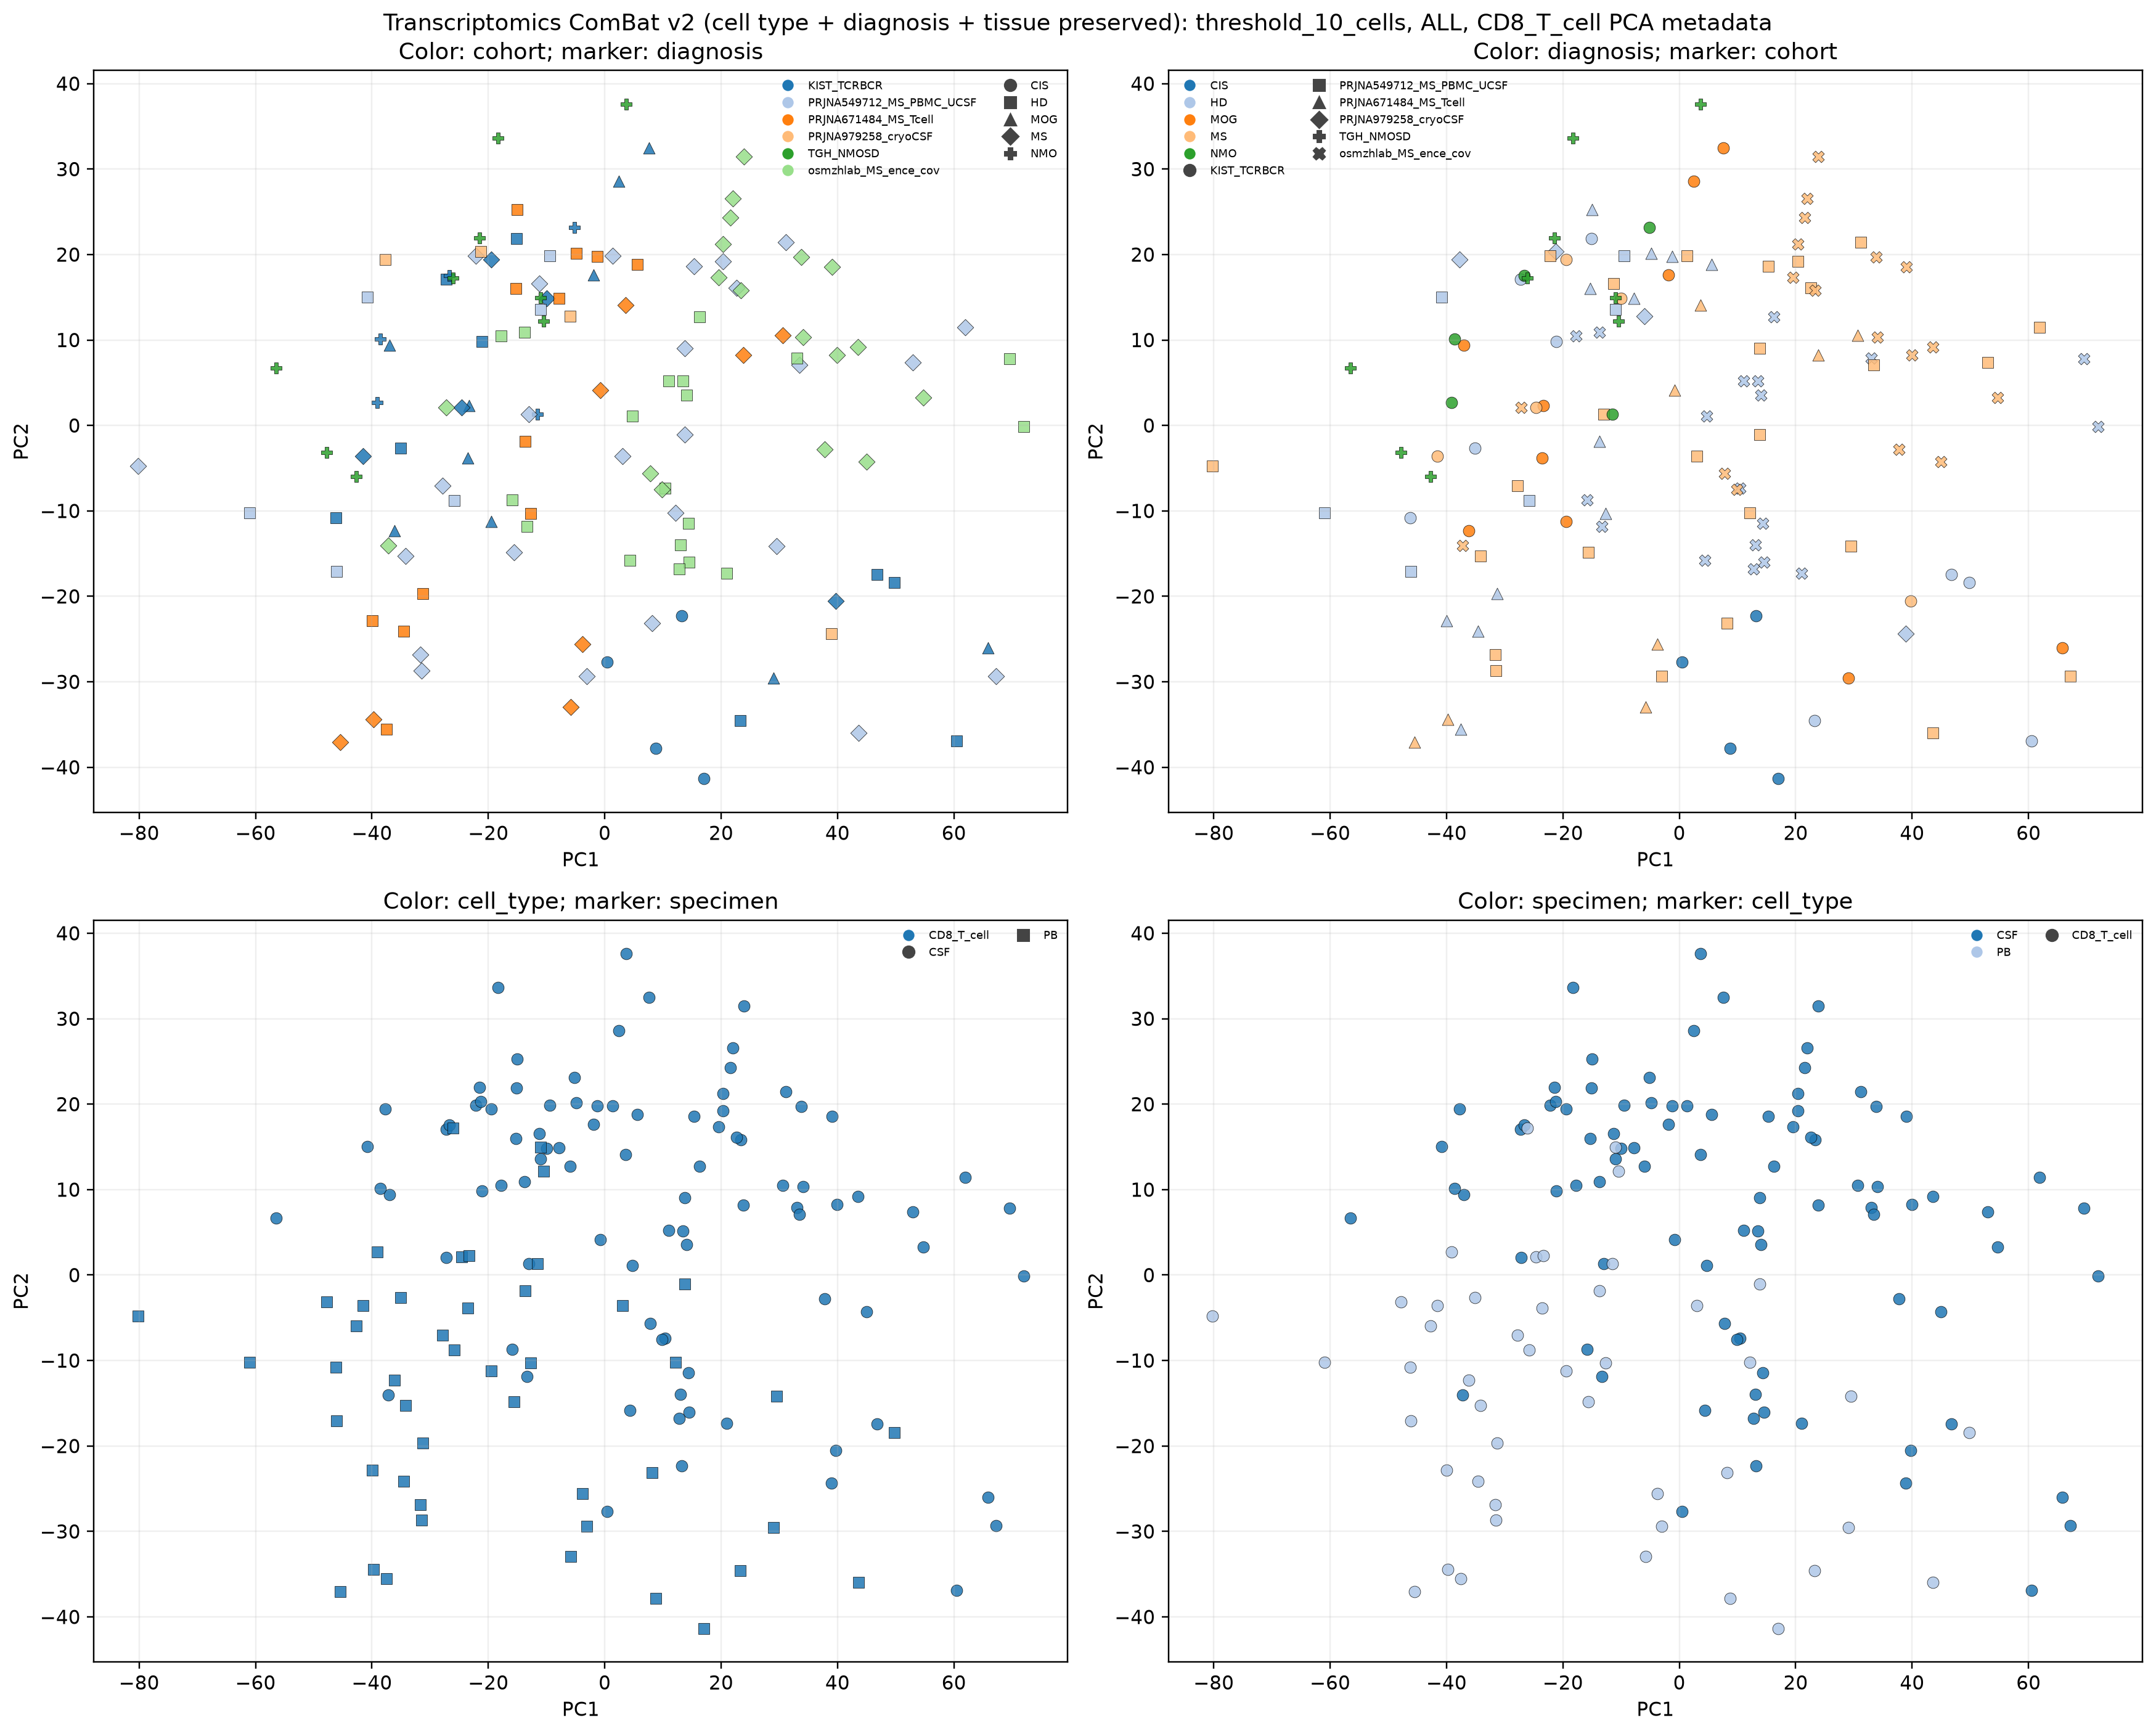 Transcriptomics ComBat v2 (cell type + diagnosis + tissue preserved): threshold_10_cells, ALL, CD8_T_cell PCA metadata
Color: cohort; marker: diagnosis
KIST_TCRBCR
PRJNA549712_MS_PBMC_UCSF
PRJNA671484_MS_Tcell
PRJNA979258_cryoCSF
TGH_NMOSD
osmzhlab_MS_ence_cov
CIS
HD
MOG
MS
NMO
40
30
20
10
0
−10
−20
−30
−40
PC2
−80 −60 −40 −20 0 20 40 60
PC1
Color: diagnosis; marker: cohort
CIS
HD
MOG
MS
NMO
KIST_TCRBCR
PRJNA549712_MS_PBMC_UCSF
PRJNA671484_MS_Tcell
PRJNA979258_cryoCSF
TGH_NMOSD
osmzhlab_MS_ence_cov
40
30
20
10
0
−10
−20
−30
−40
PC2
−80 −60 −40 −20 0 20 40 60
PC1
Color: cell_type; marker: specimen
CD8_T_cell
CSF
PB
40
30
20
10
0
−10
−20
−30
−40
PC2
−80 −60 −40 −20 0 20 40 60
PC1
Color: specimen; marker: cell_type
CSF
PB
CD8_T_cell
40
30
20
10
0
−10
−20
−30
−40
PC2
−80 −60 −40 −20 0 20 40 60
PC1